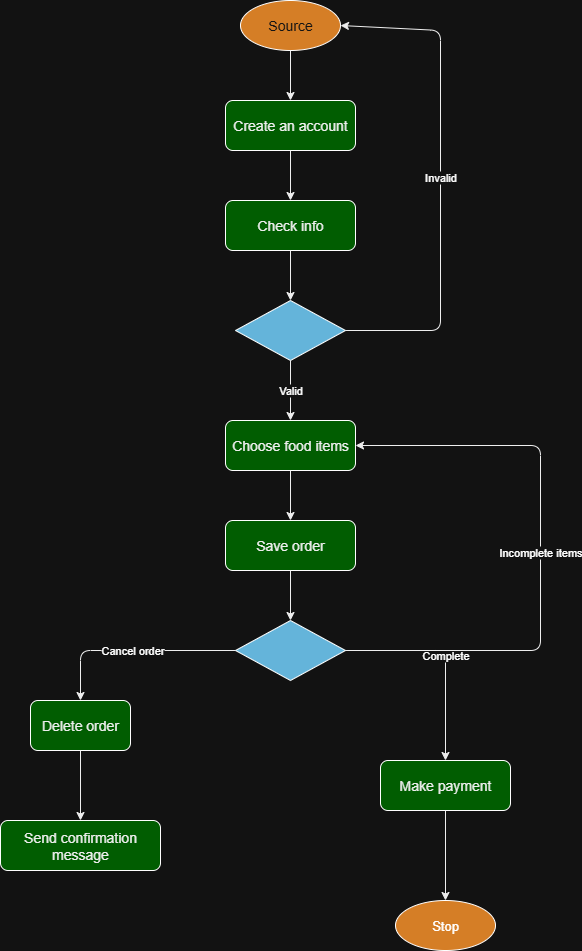 Source
Create an account
Invalid
Check info
Valid
Choose food items
Save order
Incomplete items
Cancel order
Complete
Delete order
Make payment
Send confirmation
message
Stop